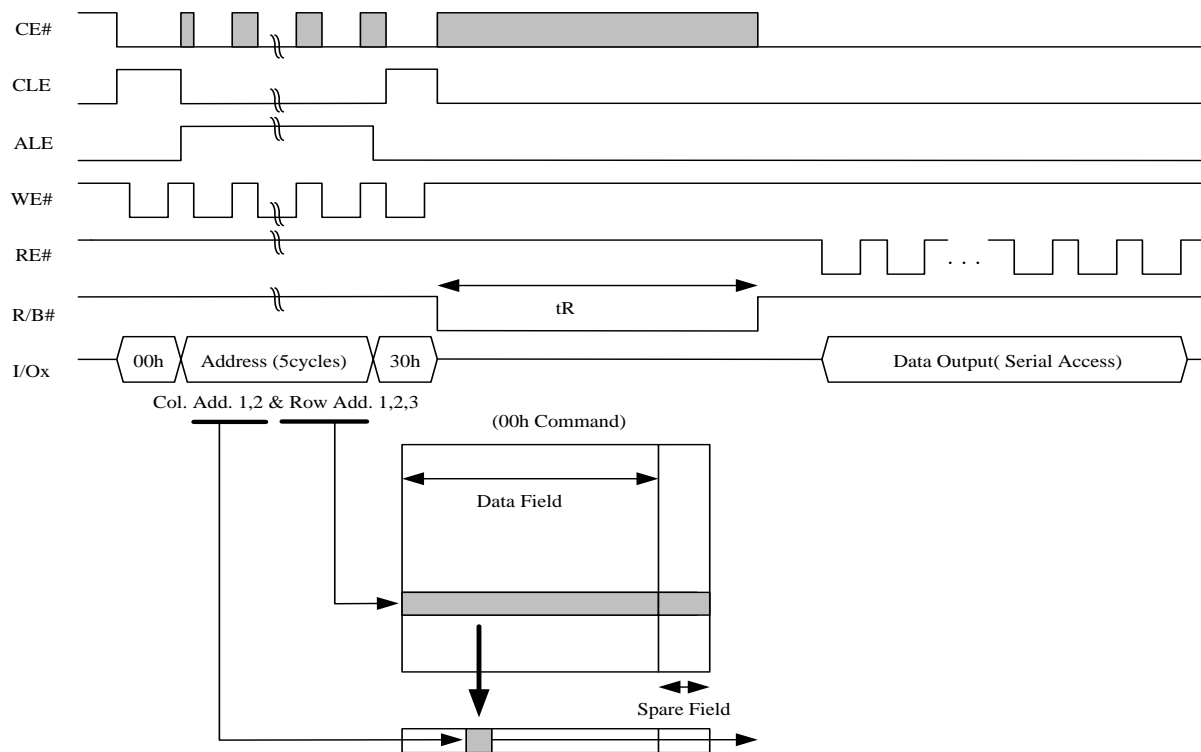 CE#
CLE
ALE
WE#
RE#
. . .
R/B#
tR
I/Ox
00h
Address (5cycles)
30h
Data Output( Serial Access)
Col. Add. 1,2 & Row Add. 1,2,3
(00h Command)
Data Field
Spare Field